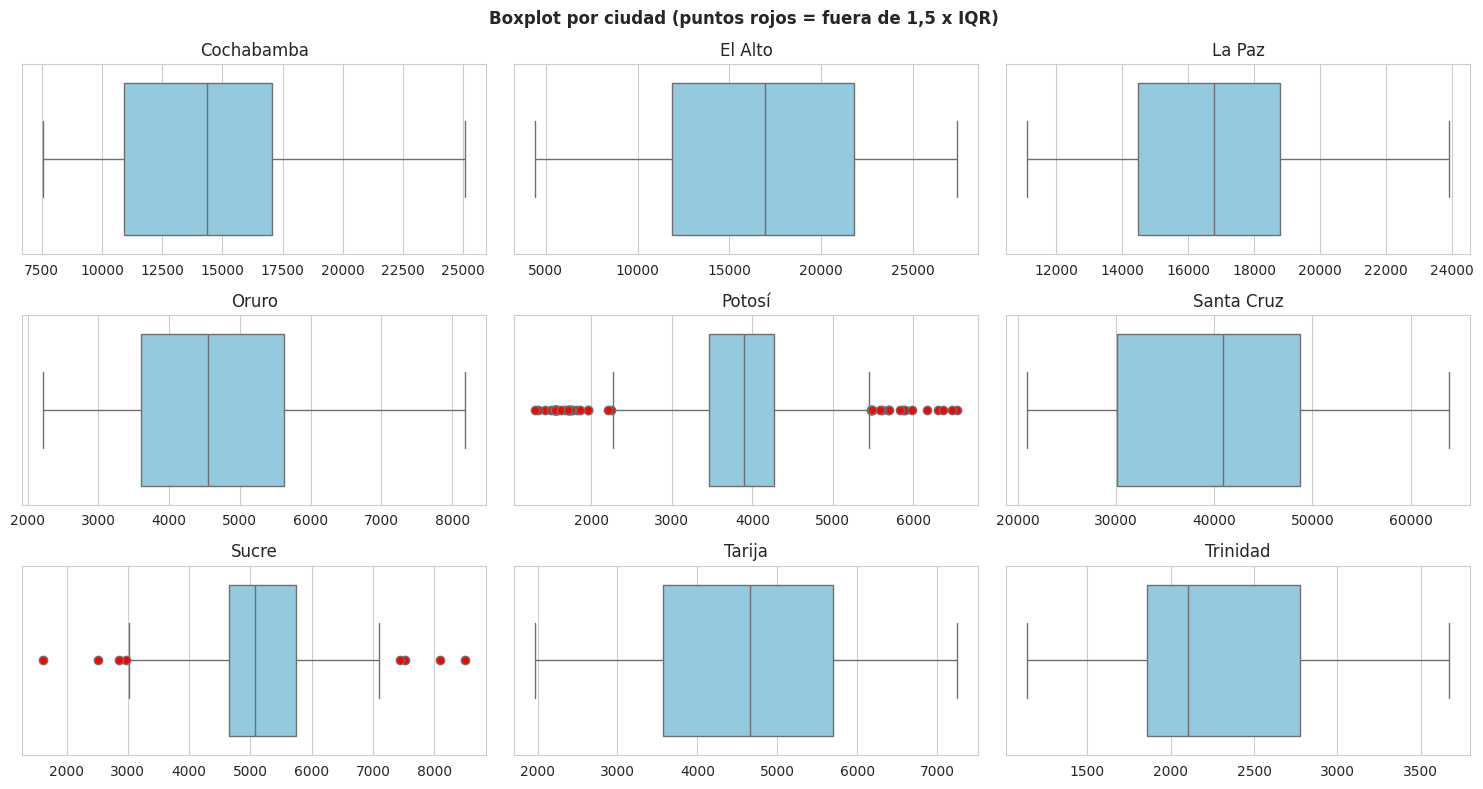 Boxplot por ciudad (puntos rojos = fuera de 1,5 x IQR)
Cochabamba El Alto La Paz
7500 10000 12500 15000 17500 20000 22500 25000 5000 10000 15000 20000 25000 12000 14000 16000 18000 20000 22000 24000
Oruro Potosí Santa Cruz
2000 3000 4000 5000 6000 7000 8000 2000 3000 4000 5000 6000 20000 30000 40000 50000 60000
Sucre Tarija Trinidad
2000 3000 4000 5000 6000 7000 8000 2000 3000 4000 5000 6000 7000 1500 2000 2500 3000 3500